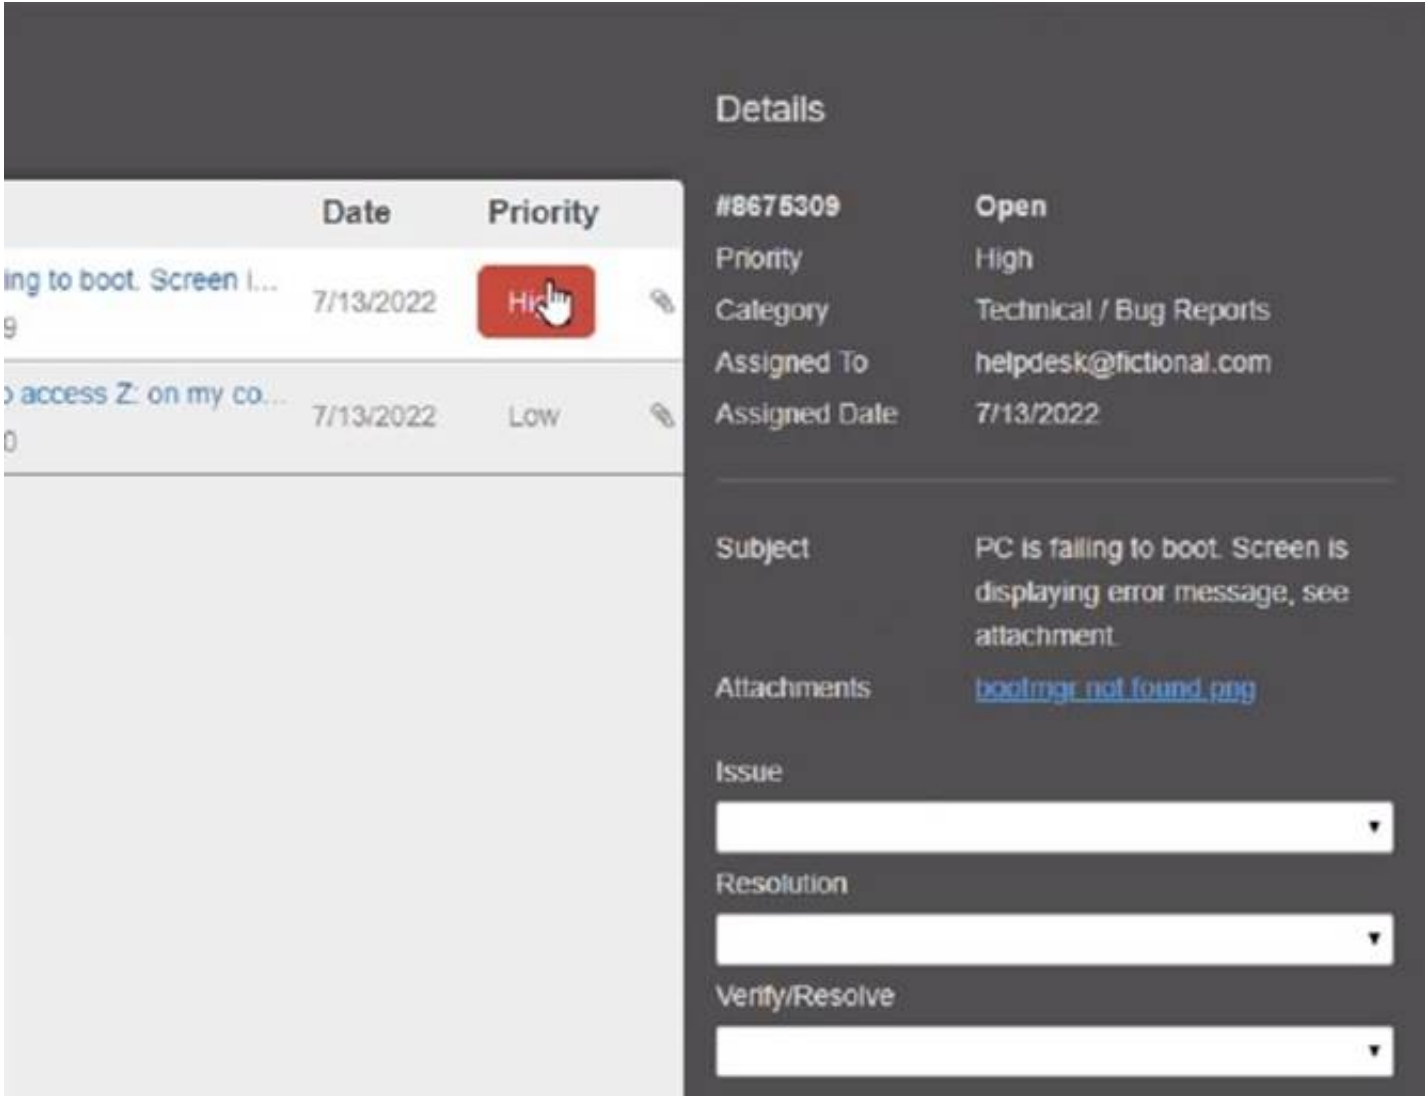 Date Priority
ing to boot. Screen i...
9
7/13/2022
access Z: on my co...
0
7/13/2022 Low
Details
#8675309 Open
Priority High
Category Technical / Bug Reports
Assigned To helpdesk@fictional.com
Assigned Date 7/13/2022
Subject PC is failing to boot. Screen is
displaying error message, see
attachment.
Attachments bootmgr not found.png
Issue
Resolution
Verify/Resolve